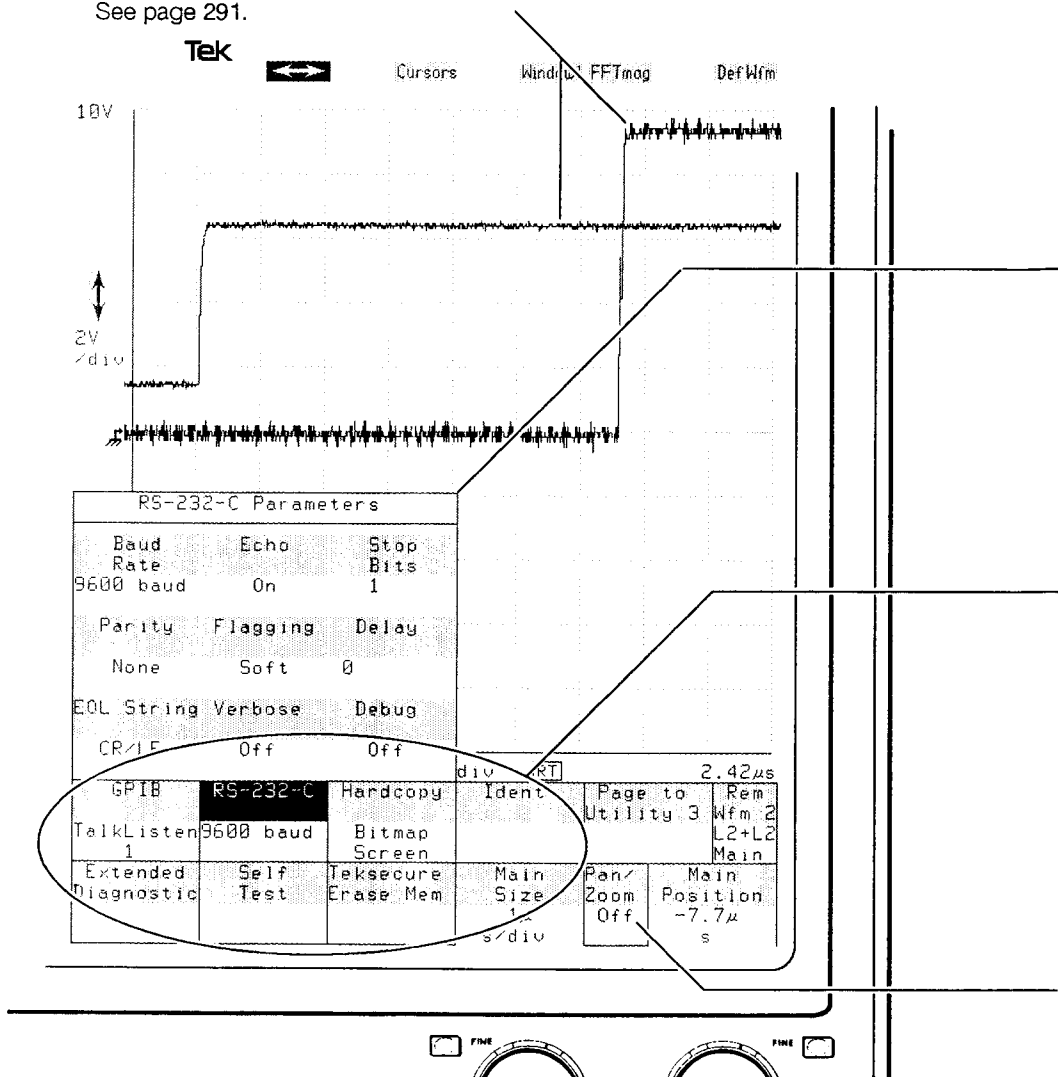 See page 291.
Tek
Cursors Window1 FFTmag DefWfm
10V
2V
/div
RS-232-C Parameters
Baud Rate Echo Stop Bits
9600 baud On 1
Parity Flagging Delay
None Soft 0
EOL String Verbose Debug
CR/LF Off Off
div 2.42µs
GPIB RS-232-C Hardcopy Ident Page to Rem
Utility 3 Wfm 2
TalkListen 9600 baud Bitmap L2+L2
1 Screen Main
Extended Self Teksecure Main Pan/ Main
Diagnostic Test Erase Mem Size Zoom Position
1µ Off -7.7µ
s/div s
FINE FINE